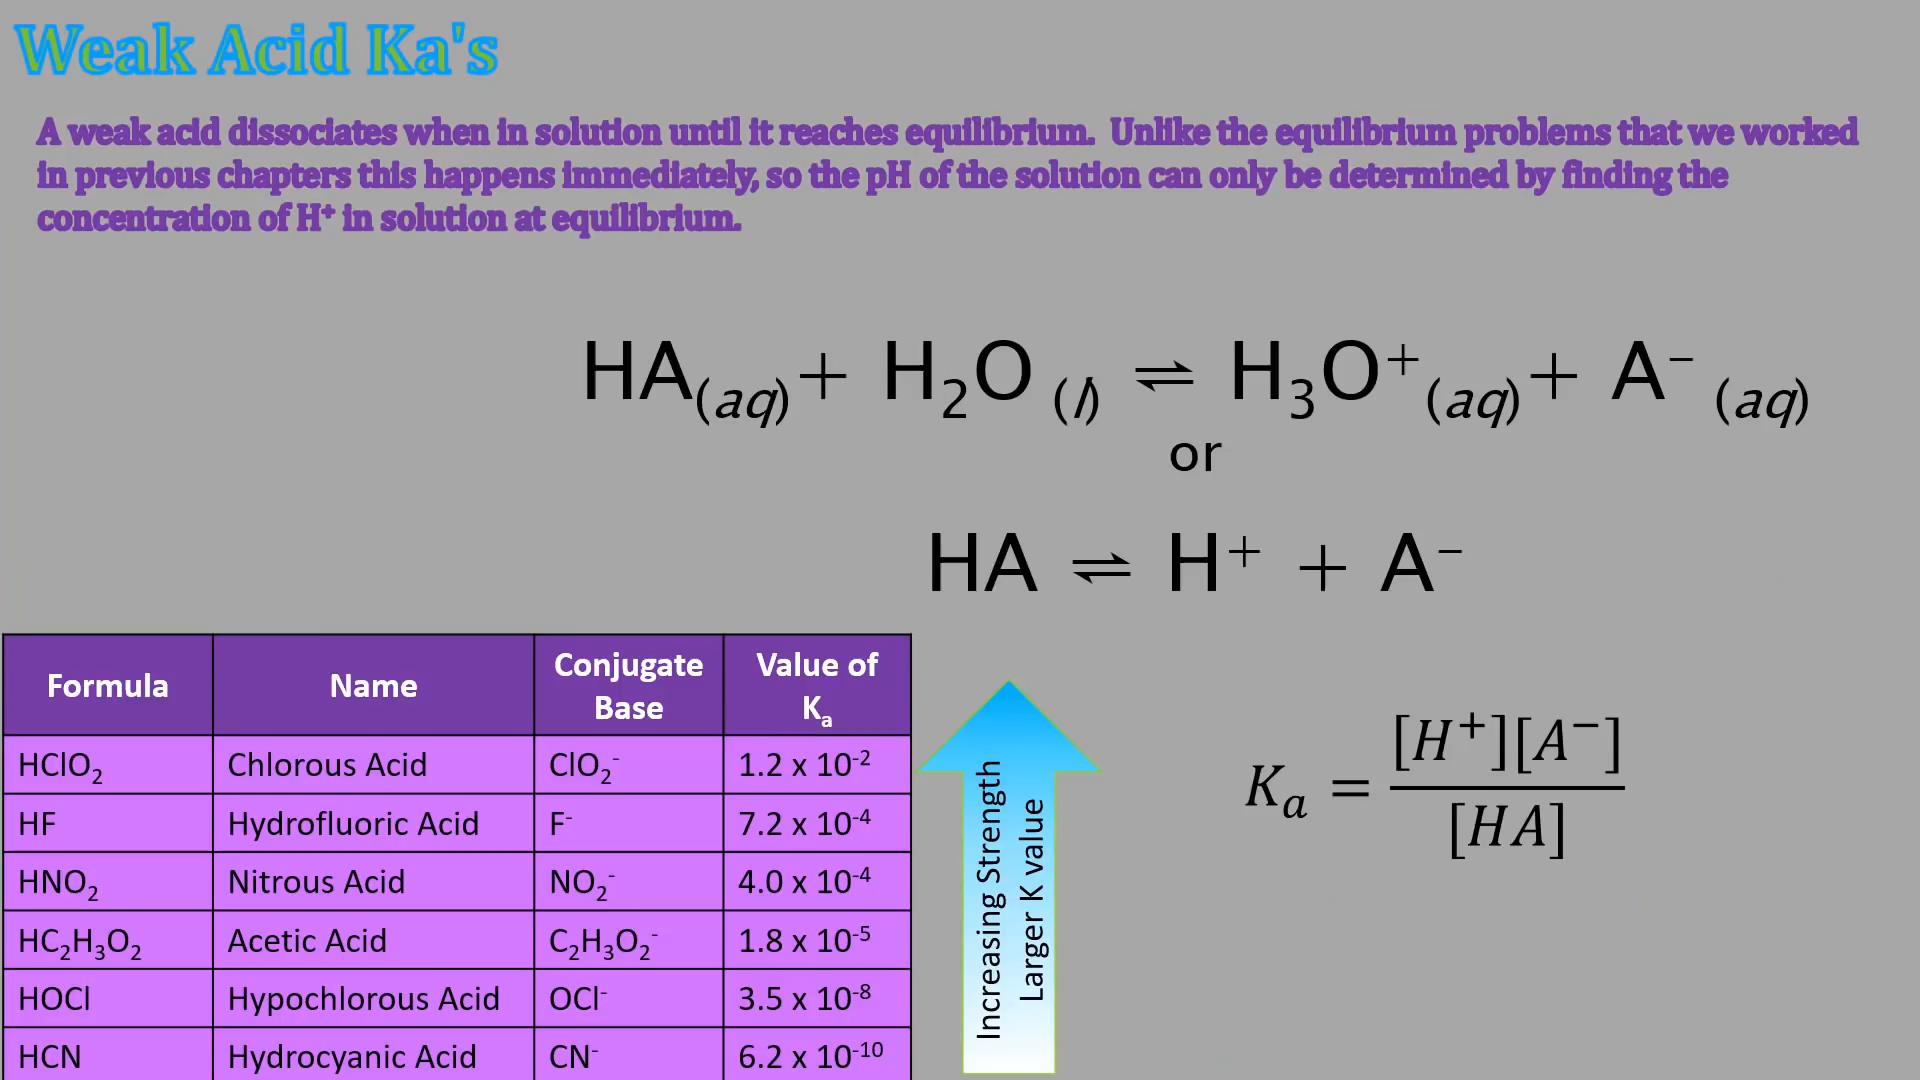 Weak Acid Ka's
A weak acid dissociates when in solution until it reaches equilibrium.  Unlike the equilibrium problems that we worked
in previous chapters this happens immediately, so the pH of the solution can only be determined by finding the
concentration of H⁺ in solution at equilibrium.
HA(aq) + H₂O (l) ⇌ H₃O⁺(aq) + A⁻ (aq)
or
HA ⇌ H⁺ + A⁻
Formula | Name | Conjugate Base | Value of Kₐ
HClO₂ | Chlorous Acid | ClO₂⁻ | 1.2 x 10⁻²
HF | Hydrofluoric Acid | F⁻ | 7.2 x 10⁻⁴
HNO₂ | Nitrous Acid | NO₂⁻ | 4.0 x 10⁻⁴
HC₂H₃O₂ | Acetic Acid | C₂H₃O₂⁻ | 1.8 x 10⁻⁵
HOCl | Hypochlorous Acid | OCl⁻ | 3.5 x 10⁻⁸
HCN | Hydrocyanic Acid | CN⁻ | 6.2 x 10⁻¹⁰
Increasing Strength
Larger K value
Kₐ = [H⁺][A⁻] / [HA]